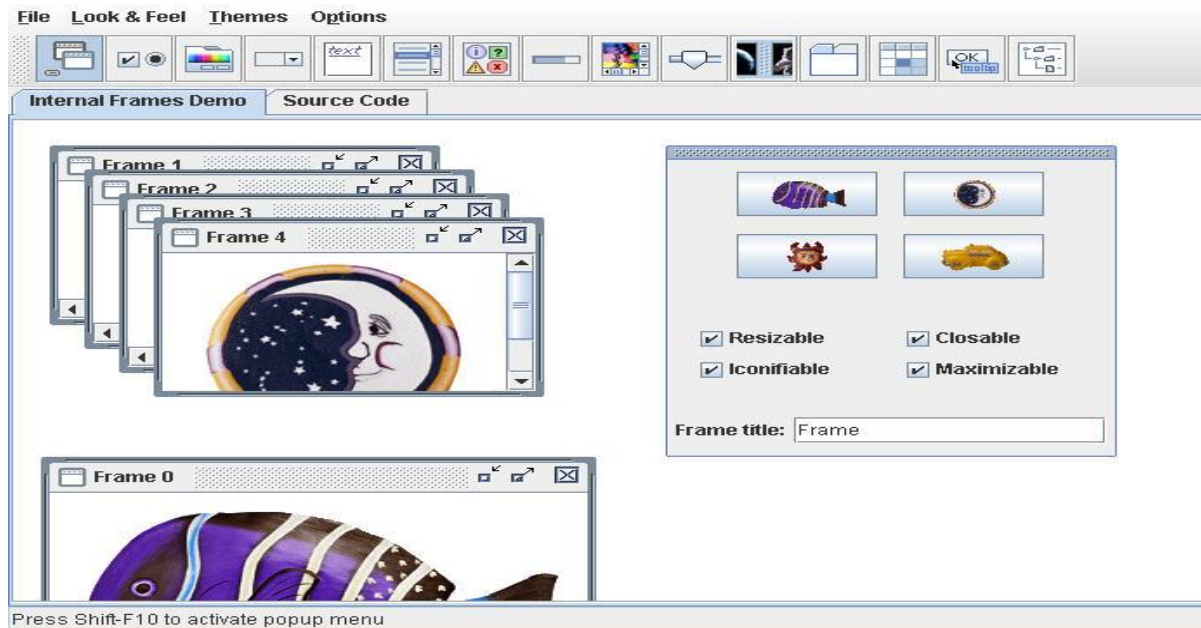 File Look & Feel Themes Options
text
OK
tooltip
Internal Frames Demo Source Code
Frame 1
Frame 2
Frame 3
Frame 4
Resizable Closable
Iconifiable Maximizable
Frame title: Frame
Frame 0
Press Shift-F10 to activate popup menu